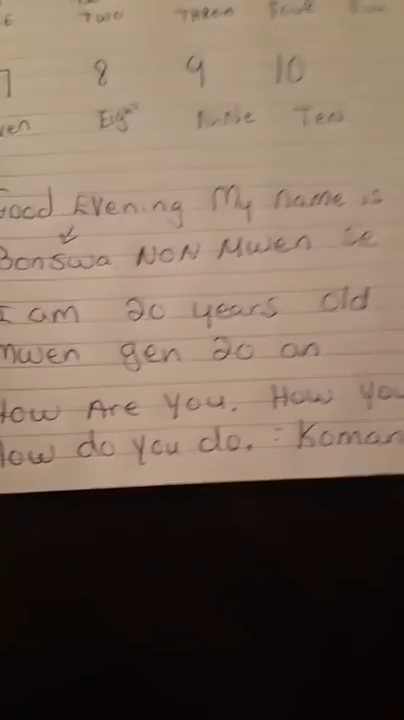 Two Three
7 8 9 10
Eight Nine Ten
Good Evening My name is
Bonswa NON Mwen se
I am 20 years old
mwen gen 20 an
How Are You. How you
How do you do. : Koman